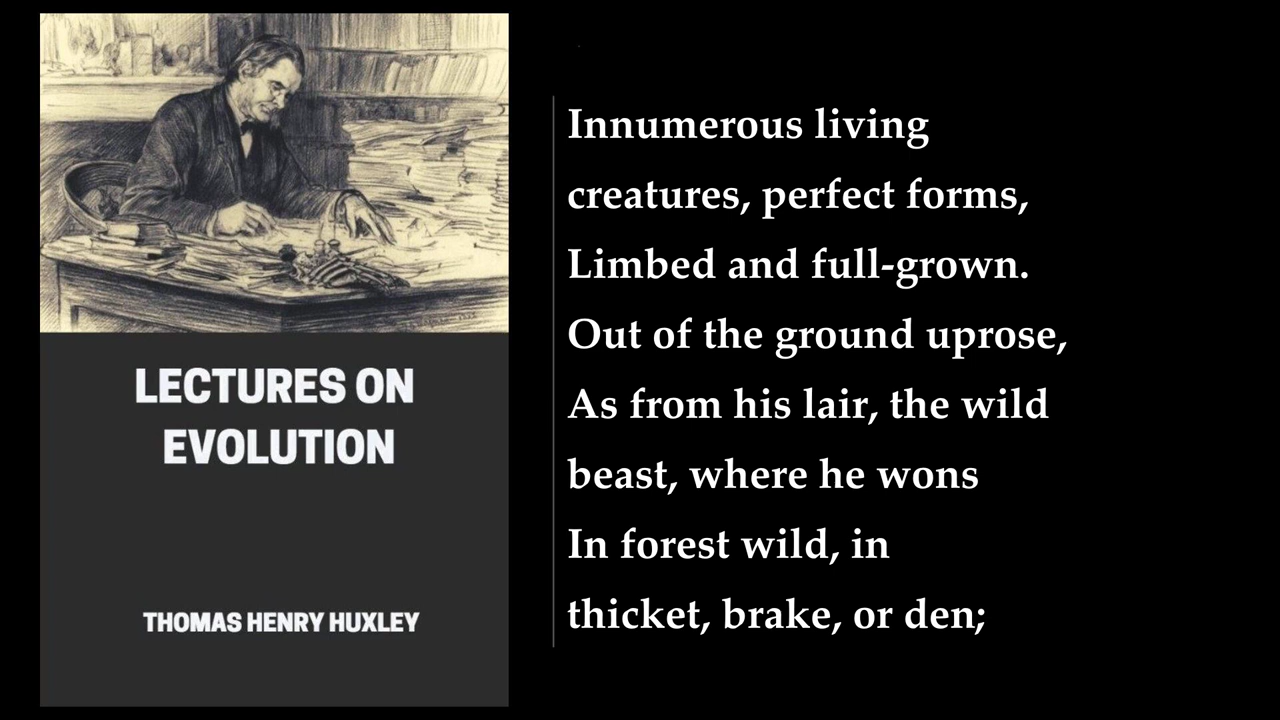 LECTURES ON
EVOLUTION
THOMAS HENRY HUXLEY
Innumerous living
creatures, perfect forms,
Limbed and full-grown.
Out of the ground uprose,
As from his lair, the wild
beast, where he wons
In forest wild, in
thicket, brake, or den;